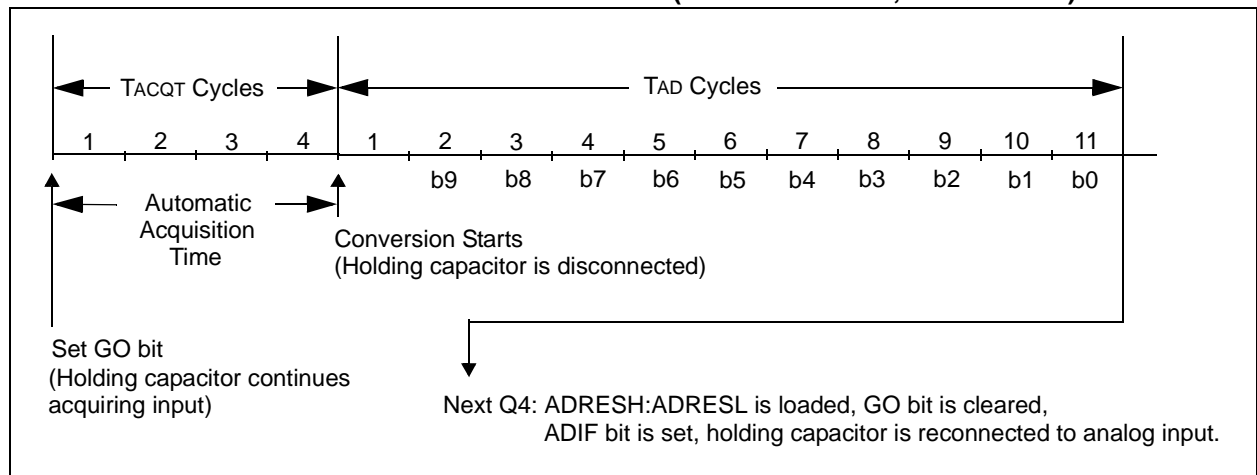 TACQT Cycles
TAD Cycles
1 2 3 4 1 2 3 4 5 6 7 8 9 10 11
b9 b8 b7 b6 b5 b4 b3 b2 b1 b0
Automatic
Acquisition
Time
Conversion Starts
(Holding capacitor is disconnected)
Set GO bit
(Holding capacitor continues
acquiring input)
Next Q4: ADRESH:ADRESL is loaded, GO bit is cleared,
ADIF bit is set, holding capacitor is reconnected to analog input.